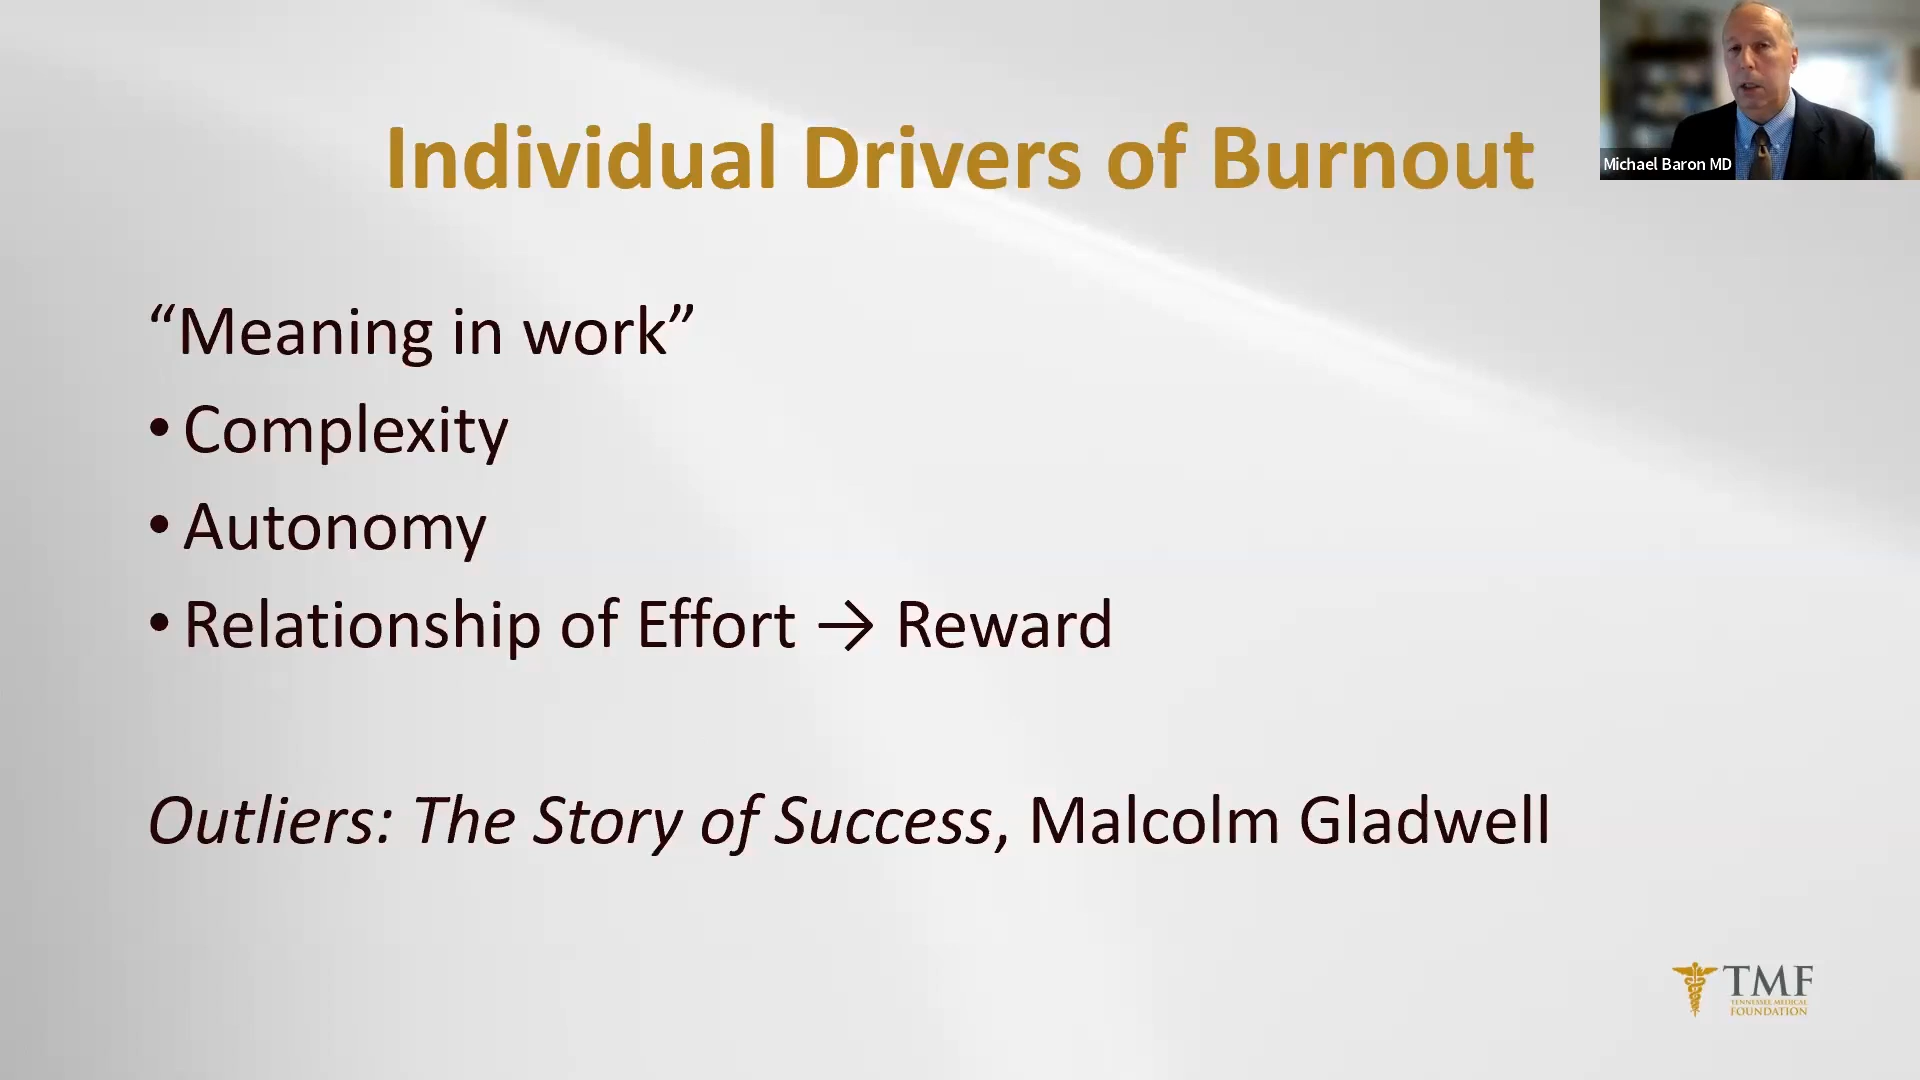 Individual Drivers of Burnout
Michael Baron MD
“Meaning in work”
• Complexity
• Autonomy
• Relationship of Effort → Reward
Outliers: The Story of Success, Malcolm Gladwell
TMF
TENNESSEE MEDICAL
FOUNDATION